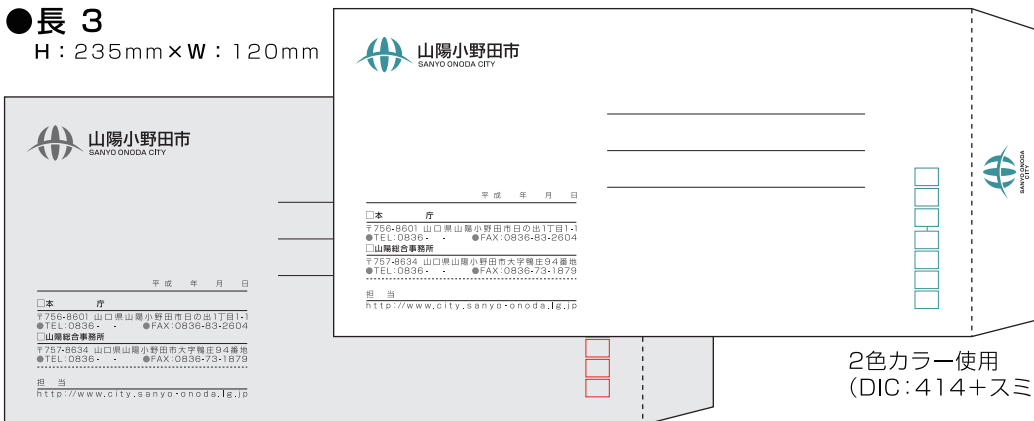 ●長 3
H：235mm×W：120mm
山陽小野田市
SANYO ONODA CITY
平成　年　月　日
□本　　庁
〒756-8601 山口県山陽小野田市日の出1丁目1-1
●TEL:0836-　-　●FAX:0836-83-2604
□山陽総合事務所
〒757-8634 山口県山陽小野田市大字鴨庄94番地
●TEL:0836-　-　●FAX:0836-73-1879
担　当
http://www.city.sanyo-onoda.lg.jp
山陽小野田市
SANYO ONODA CITY
平成　年　月　日
□本　　庁
〒756-8601 山口県山陽小野田市日の出1丁目1-1
●TEL:0836-　-　●FAX:0836-83-2604
□山陽総合事務所
〒757-8634 山口県山陽小野田市大字鴨庄94番地
●TEL:0836-　-　●FAX:0836-73-1879
担　当
http://www.city.sanyo-onoda.lg.jp
SANYO ONODA
CITY
2色カラー使用
（DIC：414＋スミ